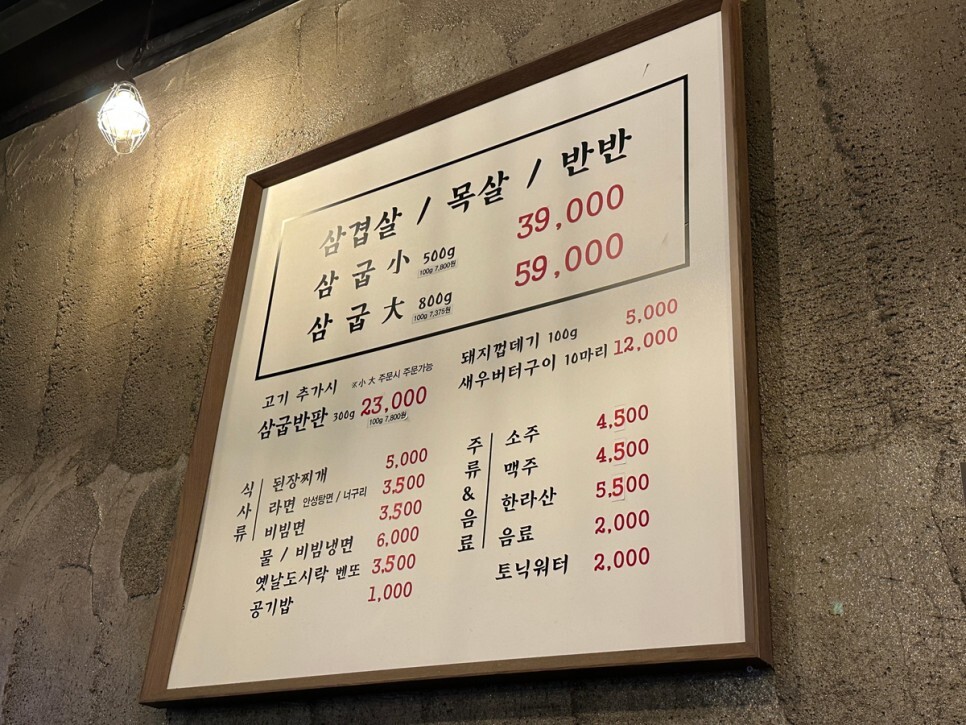 삼겹살 / 목살 / 반반
삼굽 小 500g 39,000
100g 7,800원
삼굽 大 800g 59,000
100g 7,375원
고기 추가시 ※小 大 주문시 주문가능
삼굽반판 300g 23,000
100g 7,800원
돼지껍데기 100g 5,000
새우버터구이 10마리 12,000
식사류
된장찌개 5,000
라면 안성탕면 / 너구리 3,500
비빔면 3,500
물 / 비빔냉면 6,000
옛날도시락 벤또 3,500
공기밥 1,000
주류&음료
소주 4,500
맥주 4,500
한라산 5,500
음료 2,000
토닉워터 2,000